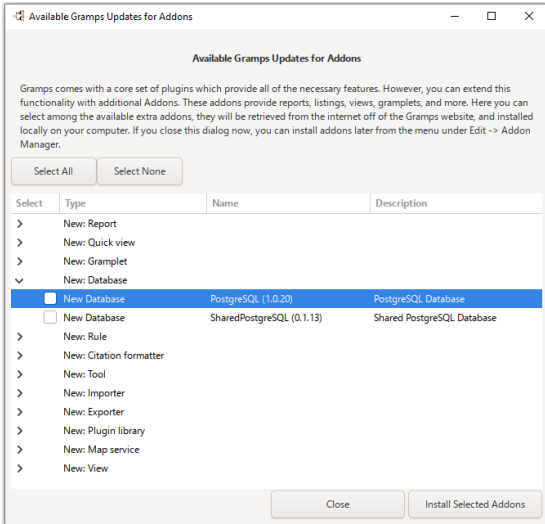 Available Gramps Updates for Addons
Available Gramps Updates for Addons
Gramps comes with a core set of plugins which provide all of the necessary features. However, you can extend this
functionality with additional Addons. These addons provide reports, listings, views, gramplets, and more. Here you can
select among the available extra addons, they will be retrieved from the internet off of the Gramps website, and installed
locally on your computer. If you close this dialog now, you can install addons later from the menu under Edit -> Addon
Manager.
Select All Select None
Select Type Name Description
New: Report
New: Quick view
New: Gramplet
New: Database
New Database PostgreSQL (1.0.20) PostgreSQL Database
New Database SharedPostgreSQL (0.1.13) Shared PostgreSQL Database
New: Rule
New: Citation formatter
New: Tool
New: Importer
New: Exporter
New: Plugin library
New: Map service
New: View
Close Install Selected Addons